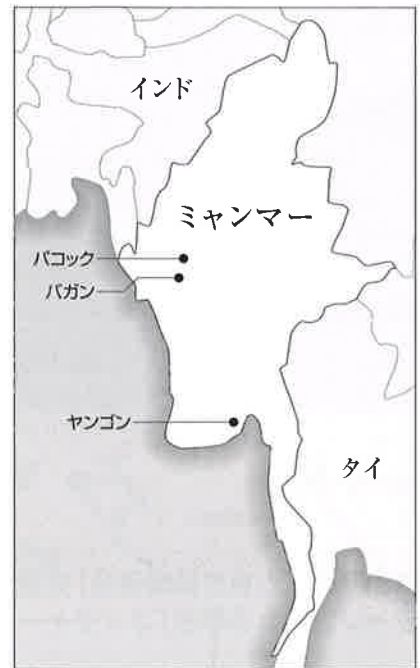 インド
ミャンマー
パコック
バガン
ヤンゴン
タイ